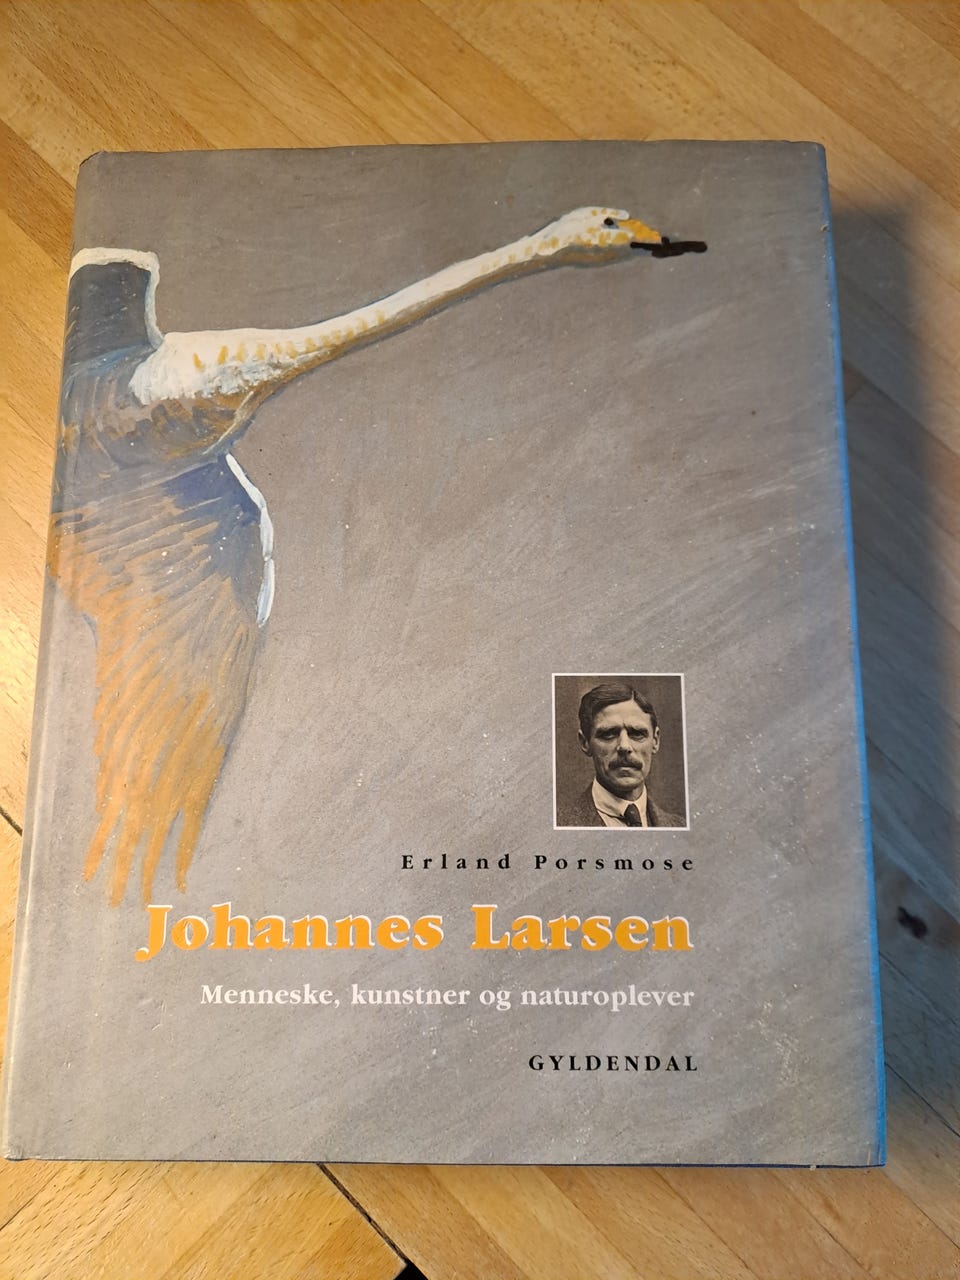 Erland Porsmose
Johannes Larsen
Menneske, kunstner og naturoplever
GYLDENDAL